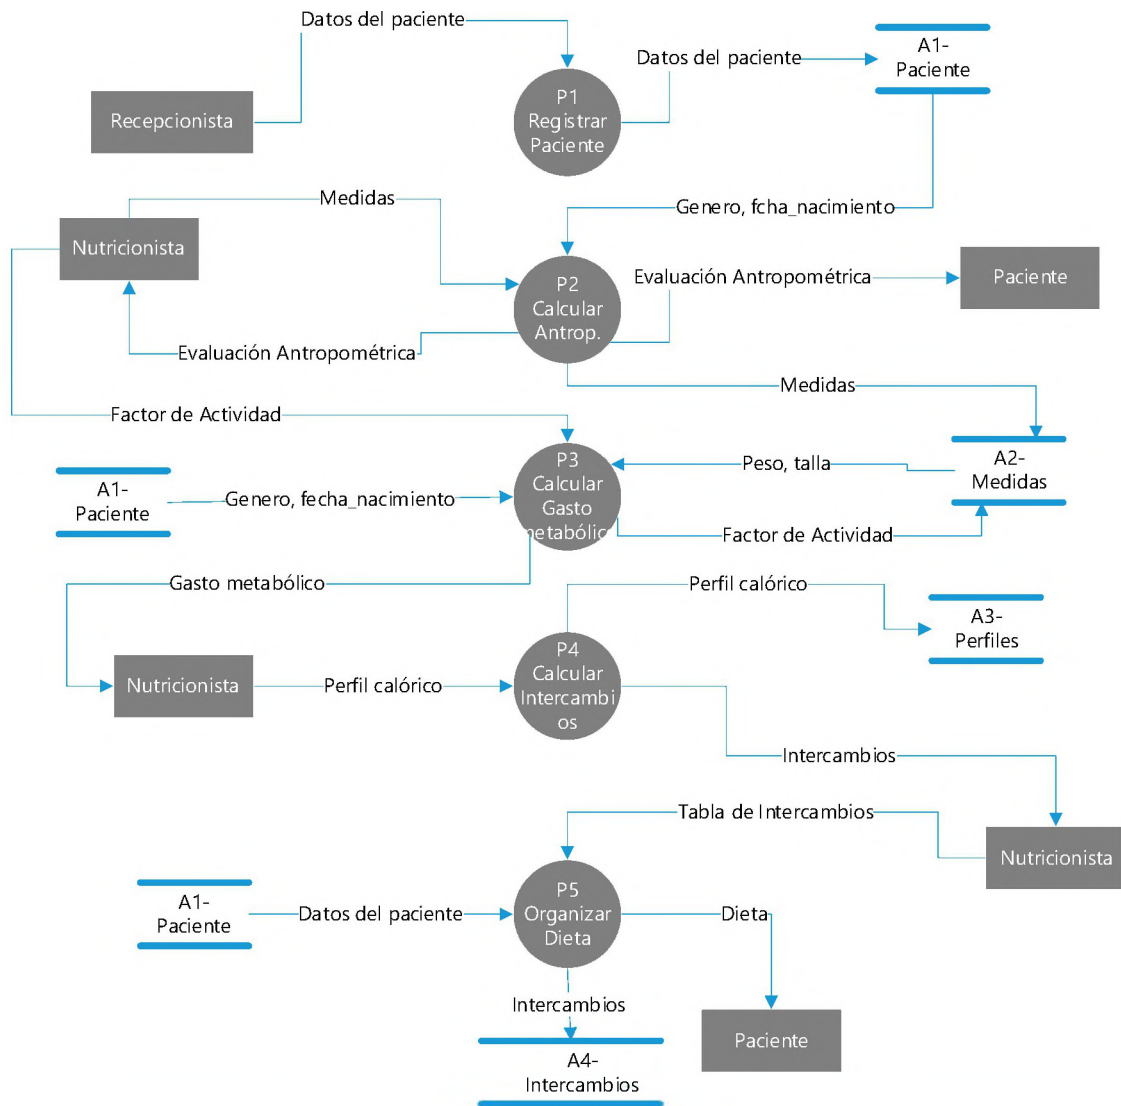 Datos del paciente
A1-
Paciente
Datos del paciente
P1
Registrar
Paciente
Recepcionista
Medidas
Genero, fcha_nacimiento
Nutricionista
P2
Calcular
Antrop.
Evaluación Antropométrica
Paciente
Evaluación Antropométrica
Medidas
Factor de Actividad
P3
Calcular
Gasto
metabólico
Peso, talla
A2-
Medidas
A1-
Paciente
Genero, fecha_nacimiento
Factor de Actividad
Gasto metabólico
Perfil calórico
A3-
Perfiles
P4
Calcular
Intercambi
os
Nutricionista
Perfil calórico
Intercambios
Tabla de Intercambios
Nutricionista
A1-
Paciente
Datos del paciente
P5
Organizar
Dieta
Dieta
Intercambios
Paciente
A4-
Intercambios